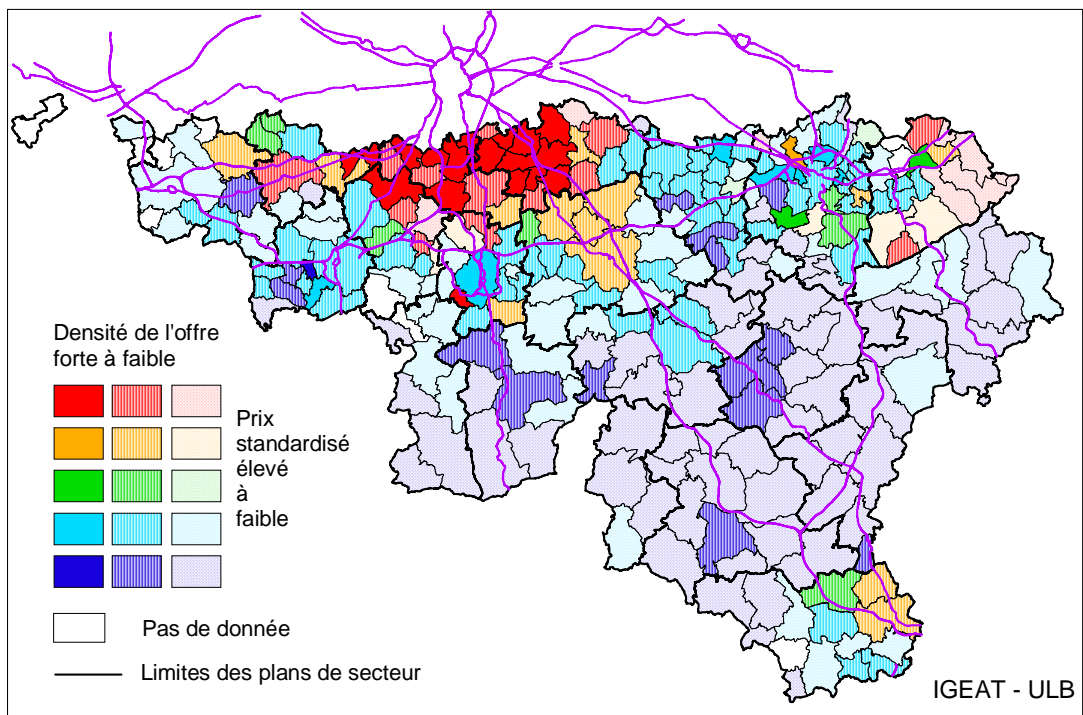 Densité de l'offre
forte à faible
Prix
standardisé
élevé
à
faible
Pas de donnée
Limites des plans de secteur
IGEAT - ULB